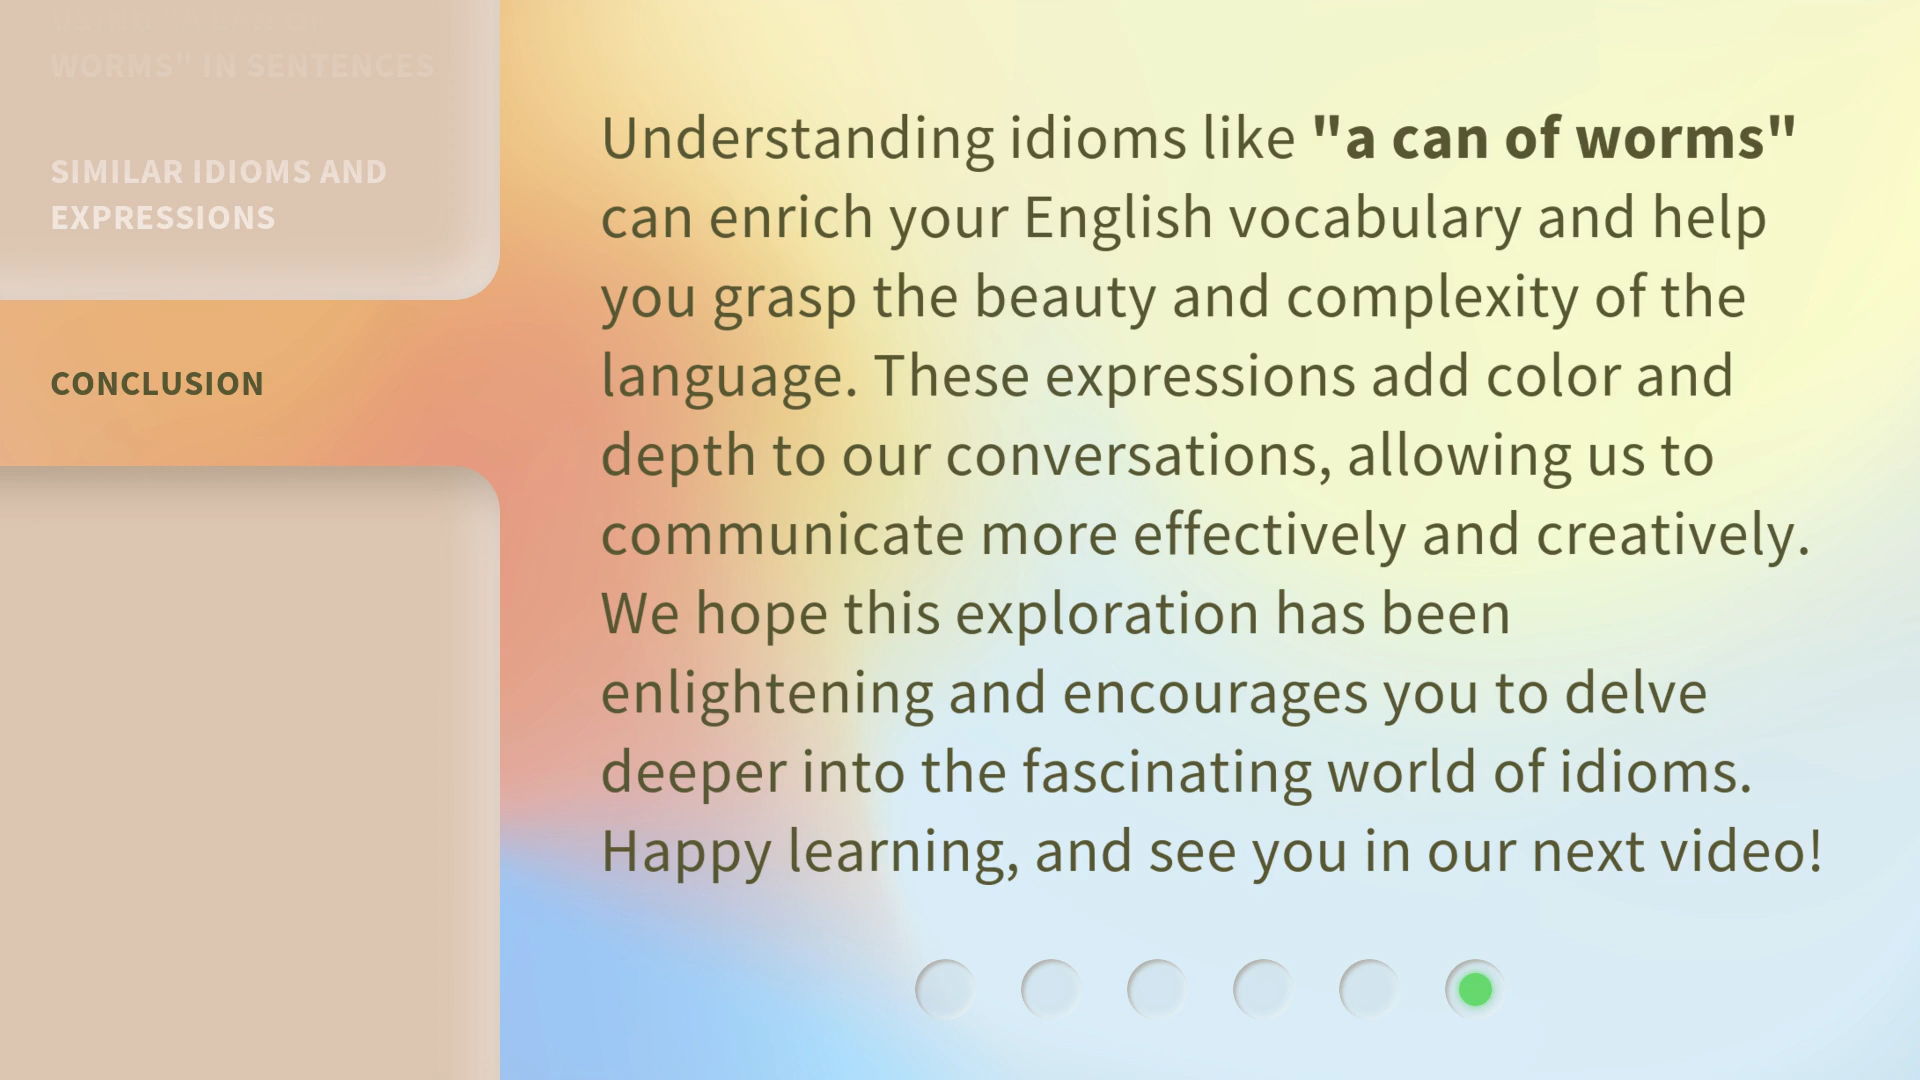 WORMS" IN SENTENCES
SIMILAR IDIOMS AND
EXPRESSIONS
CONCLUSION
Understanding idioms like "a can of worms"
can enrich your English vocabulary and help
you grasp the beauty and complexity of the
language. These expressions add color and
depth to our conversations, allowing us to
communicate more effectively and creatively.
We hope this exploration has been
enlightening and encourages you to delve
deeper into the fascinating world of idioms.
Happy learning, and see you in our next video!